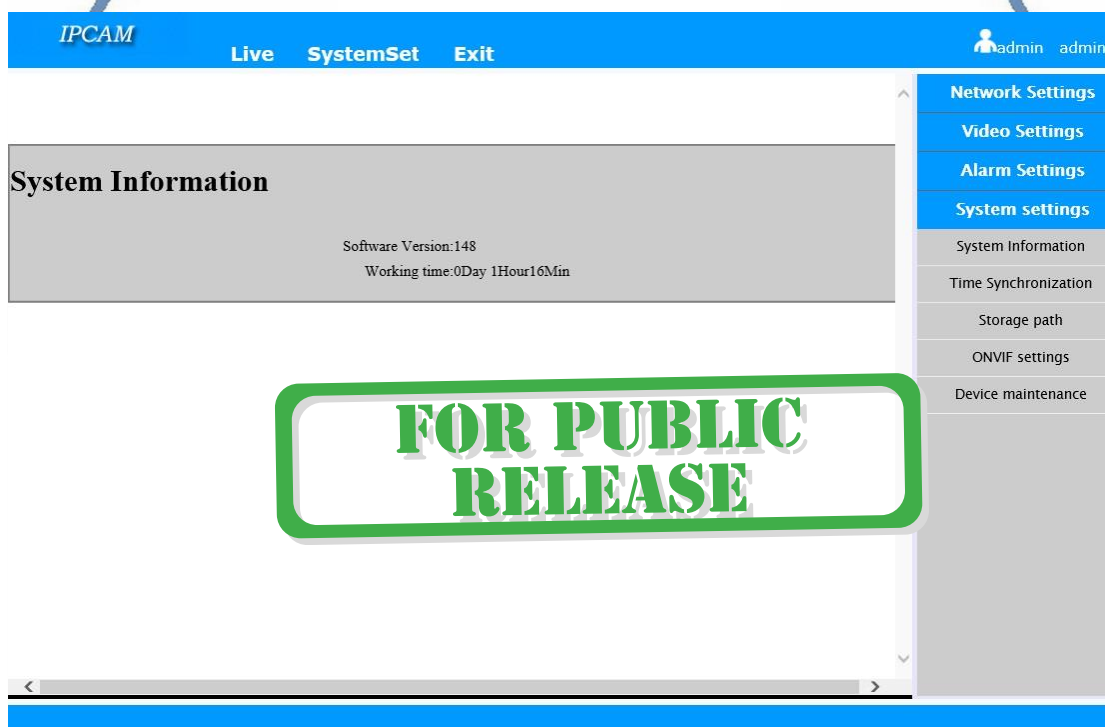 IPCAM
Live SystemSet Exit
admin admin
Network Settings
Video Settings
Alarm Settings
System settings
System Information
Time Synchronization
Storage path
ONVIF settings
Device maintenance
System Information
Software Version:148
Working time:0Day 1Hour16Min
FOR PUBLIC
RELEASE